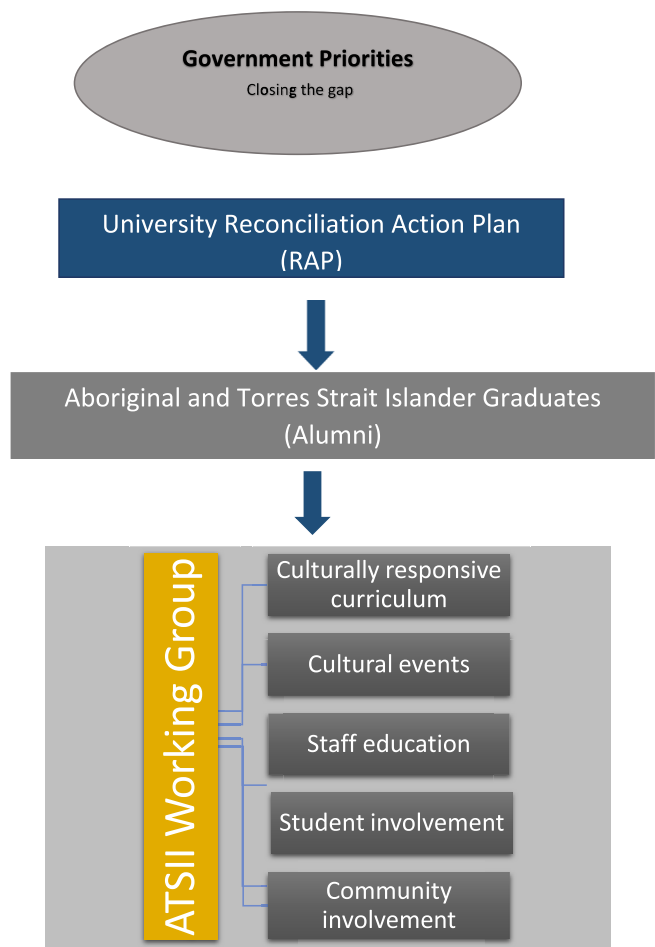 Government Priorities
Closing the gap
University Reconciliation Action Plan
(RAP)
Aboriginal and Torres Strait Islander Graduates
(Alumni)
ATSII Working Group
Culturally responsive
curriculum
Cultural events
Staff education
Student involvement
Community
involvement